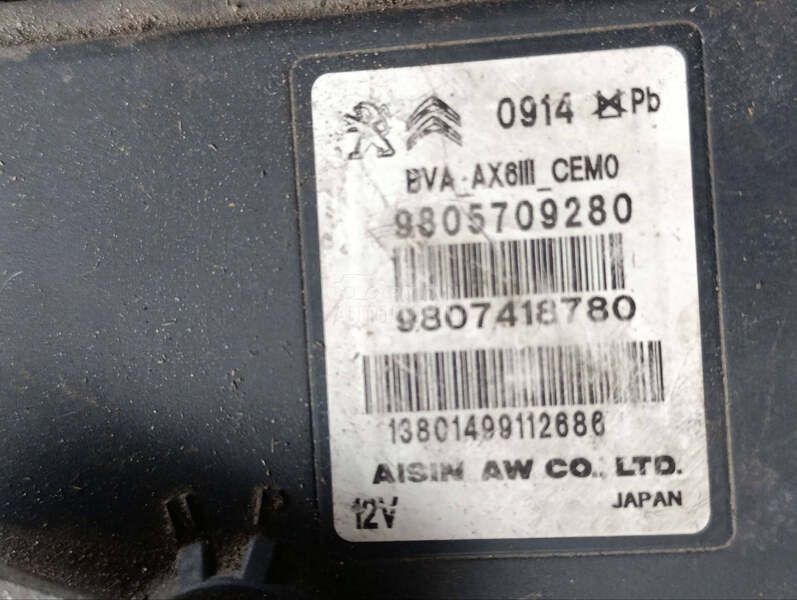 0914 Pb
BVA_AX6III_CEMO
9805709280
9807418780
13801499112686
AISIN AW CO., LTD.
12V JAPAN